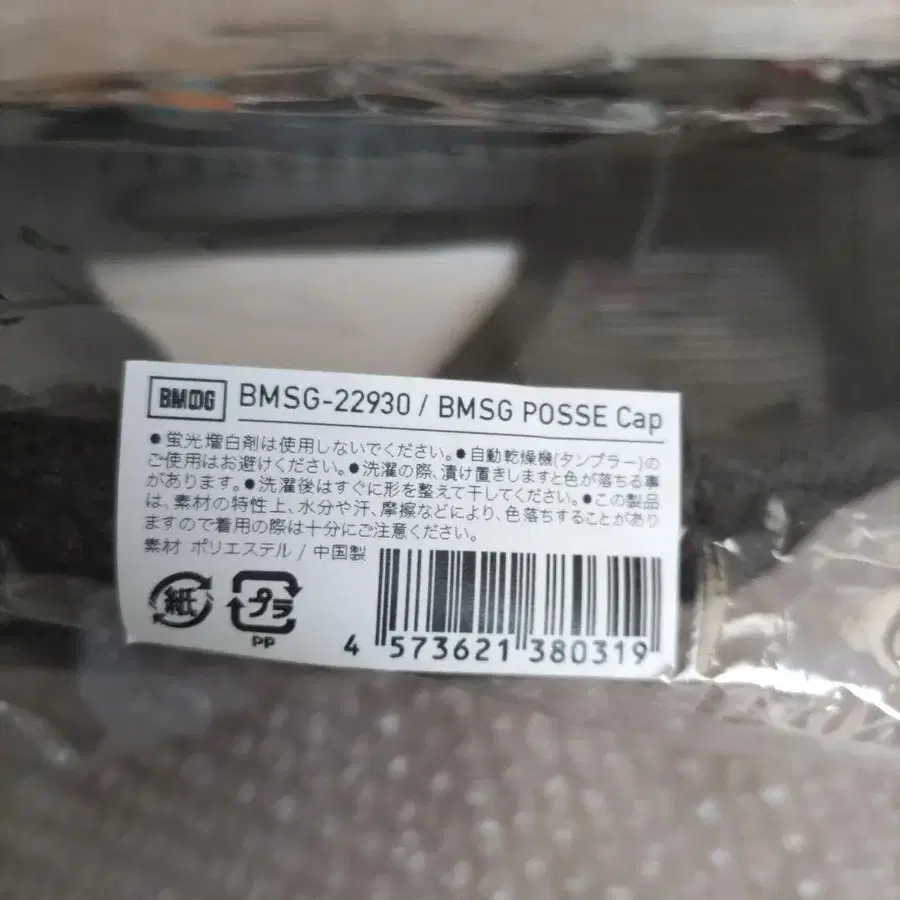 BMSG BMSG-22930 / BMSG POSSE Cap
●蛍光増白剤は使用しないでください。●自動乾燥機(タンブラー)の
ご使用はお避けください。●洗濯の際、漬け置きしますと色が落ちる事
があります。●洗濯後はすぐに形を整えて干してください。●この製品
は、素材の特性上、水分や汗、摩擦などにより、色落ちすることがあり
ますので着用の際は十分にご注意ください。
素材 ポリエステル / 中国製
紙 プラ
PP
4 573621 380319